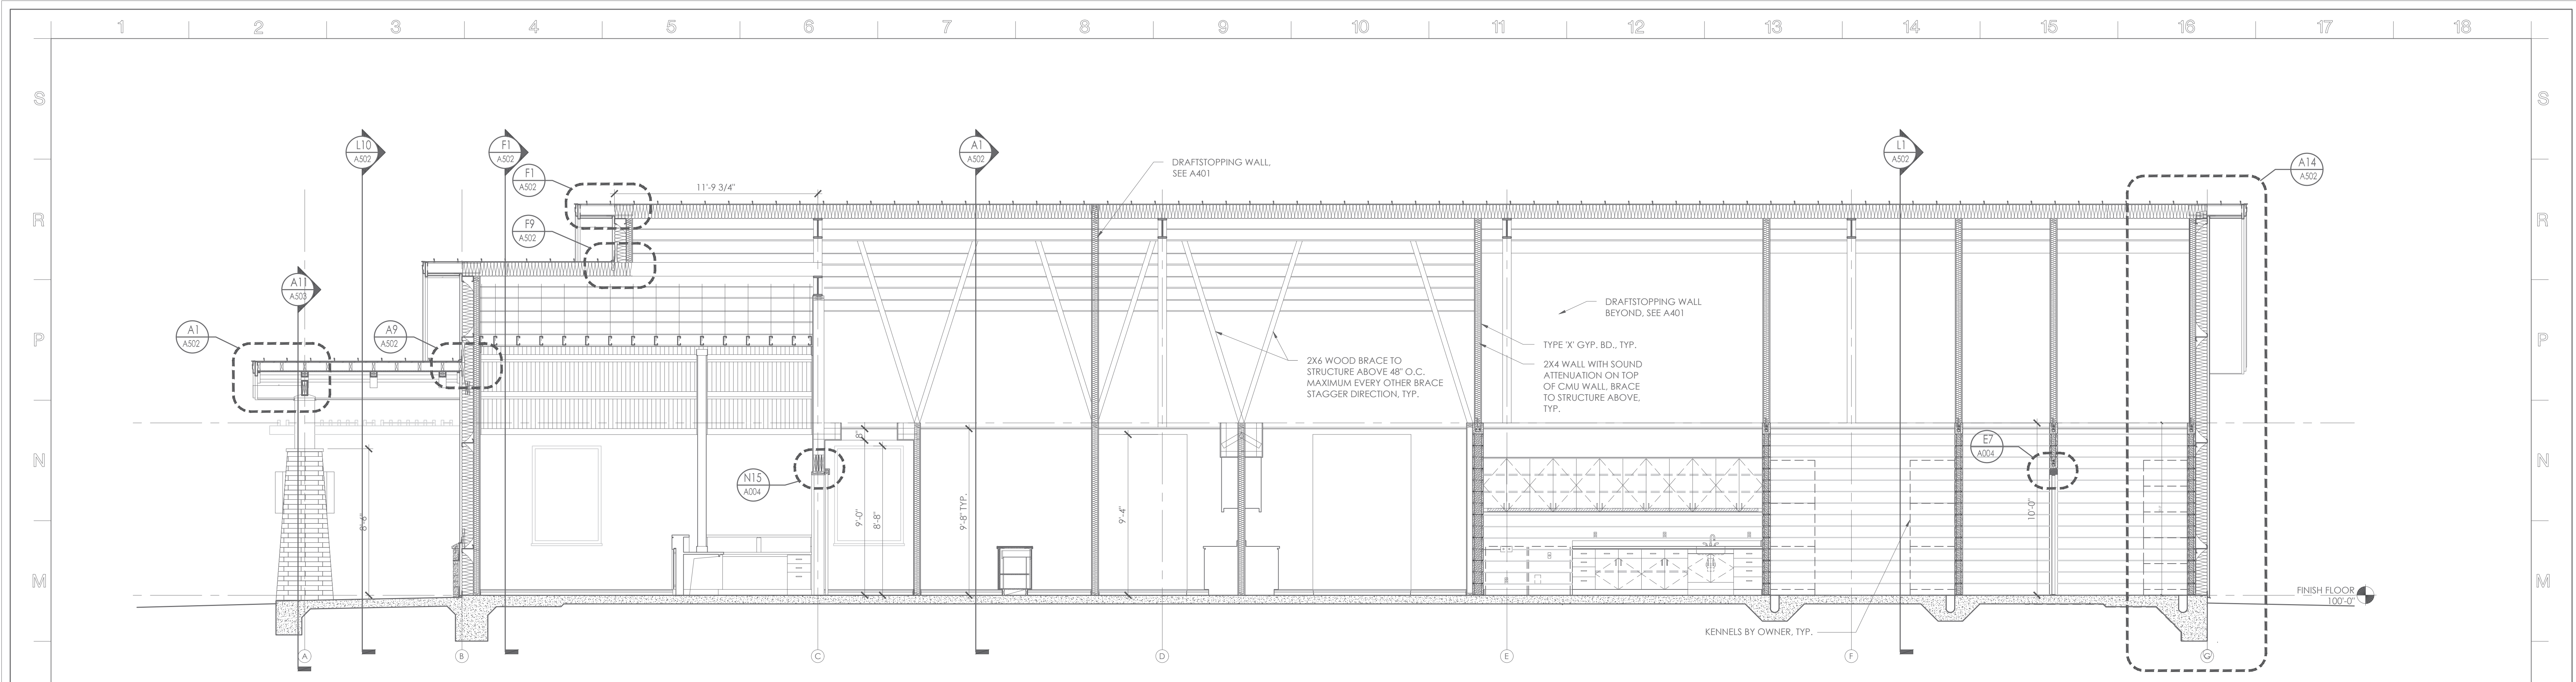 1 2 3 4 5 6 7 8 9 10 11 12 13 14 15 16 17 18
S S
L10
A502
F1
A502
A1
A502
L1
A502
F1
A502
A14
A502
DRAFTSTOPPING WALL,
SEE A401
11'-9 3/4"
R R
F9
A502
A11
A503
A1
A502
A9
A502
P P
DRAFTSTOPPING WALL
BEYOND, SEE A401
TYPE 'X' GYP. BD., TYP.
2X4 WALL WITH SOUND
ATTENUATION ON TOP
OF CMU WALL, BRACE
TO STRUCTURE ABOVE,
TYP.
2X6 WOOD BRACE TO
STRUCTURE ABOVE 48" O.C.
MAXIMUM EVERY OTHER BRACE
STAGGER DIRECTION, TYP.
N N
N15
A004
E7
A004
8'-6"
8"
9'-0"
8'-8"
9'-8" TYP.
9'-4"
10'-0"
M M
FINISH FLOOR
100'-0"
KENNELS BY OWNER, TYP.
A B C D E F G